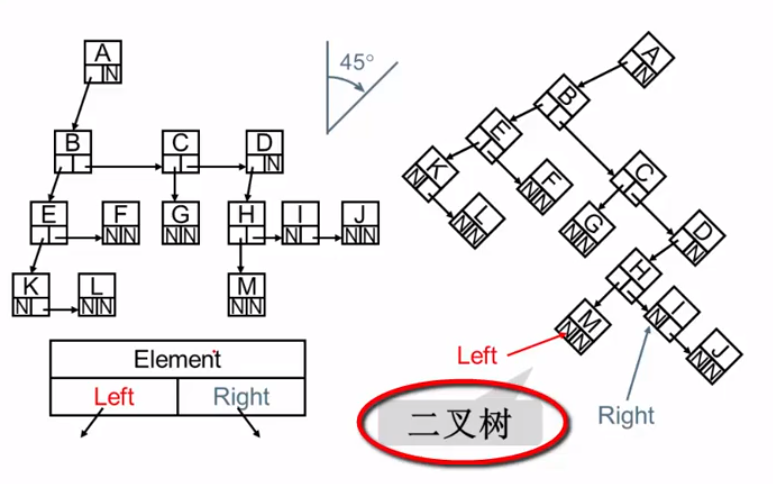 A
N
B C D
N
E F G H I J
NN NN N NN
K L M
N NN NN
Element
Left Right
45°
A
N
B
E
C
K F
N NN
L G D
NN NN N
H
M I
NN N
J
NN
Left
Right
二叉树